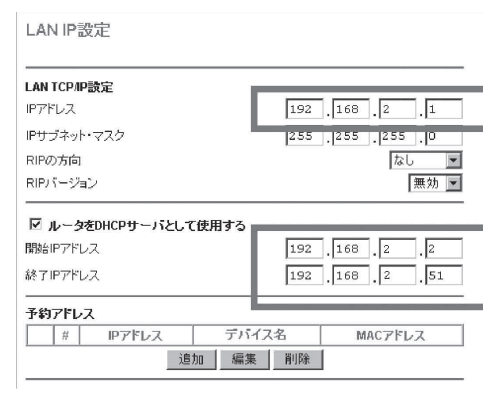 LAN IP設定
LAN TCP/IP設定
IPアドレス 192 . 168 . 2 . 1
IPサブネット・マスク 255 . 255 . 255 . 0
RIPの方向 なし
RIPバージョン 無効
ルータをDHCPサーバとして使用する
開始IPアドレス 192 . 168 . 2 . 2
終了IPアドレス 192 . 168 . 2 . 51
予約アドレス
# IPアドレス デバイス名 MACアドレス
追加 編集 削除